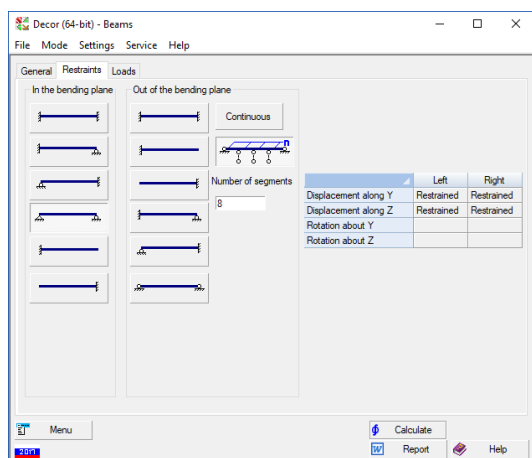 Decor (64-bit) - Beams
File Mode Settings Service Help
General Restraints Loads
In the bending plane
Out of the bending plane
Continuous
n
Number of segments
8
Left Right
Displacement along Y Restrained Restrained
Displacement along Z Restrained Restrained
Rotation about Y
Rotation about Z
Menu
Calculate
Report
Help